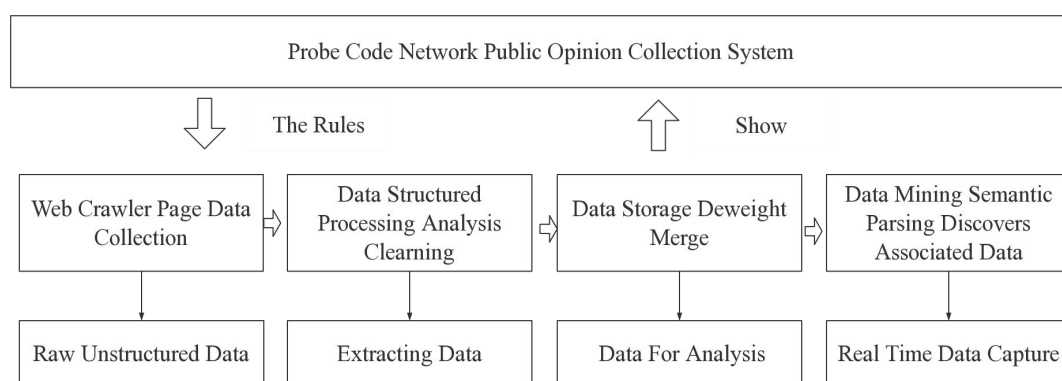 Probe Code Network Public Opinion Collection System
The Rules
Show
Web Crawler Page Data
Collection
Data Structured
Processing Analysis
Clearning
Data Storage Deweight
Merge
Data Mining Semantic
Parsing Discovers
Associated Data
Raw Unstructured Data
Extracting Data
Data For Analysis
Real Time Data Capture